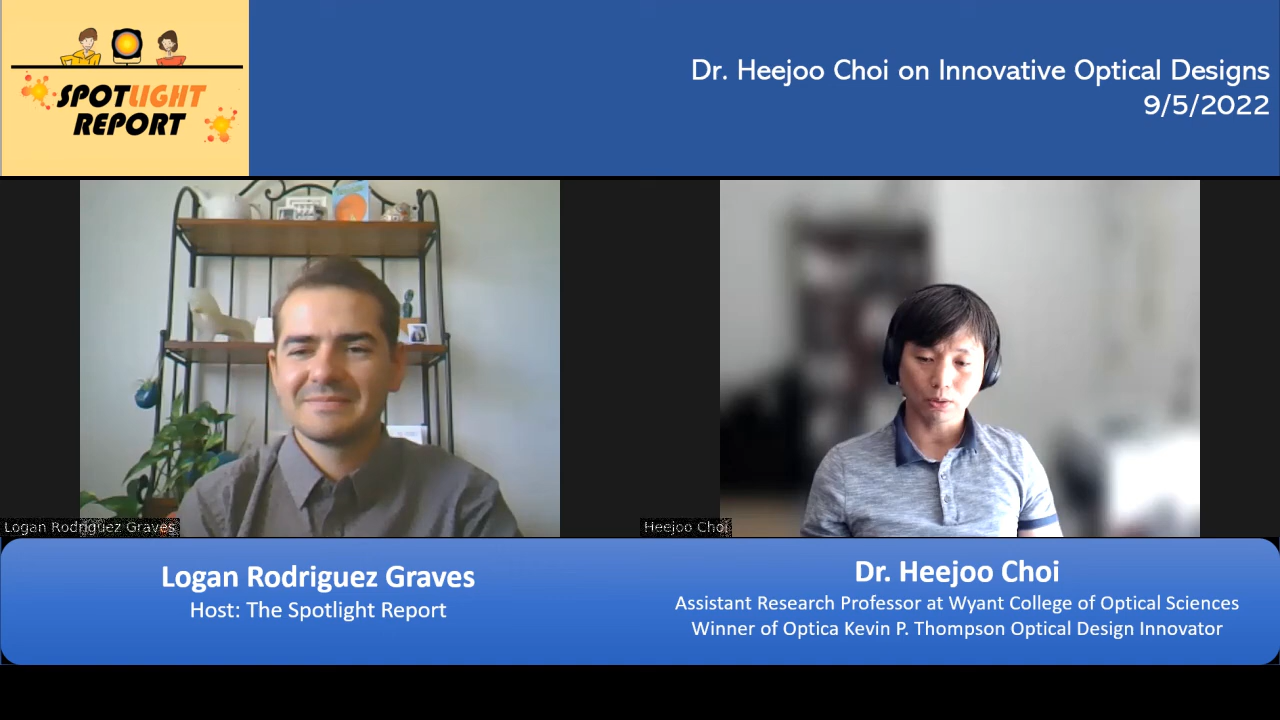 SPOTLIGHT
REPORT
Dr. Heejoo Choi on Innovative Optical Designs
9/5/2022
Logan Rodriguez Graves
Heejoo Choi
Logan Rodriguez Graves
Host: The Spotlight Report
Dr. Heejoo Choi
Assistant Research Professor at Wyant College of Optical Sciences
Winner of Optica Kevin P. Thompson Optical Design Innovator